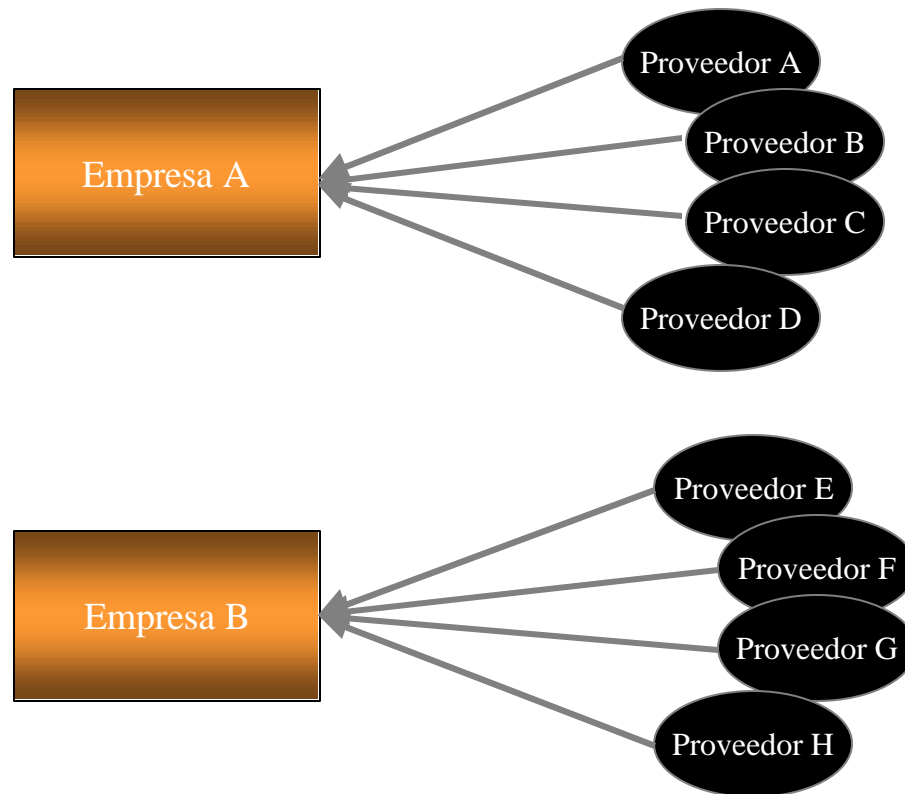 Proveedor A
Proveedor B
Empresa A
Proveedor C
Proveedor D
Proveedor E
Proveedor F
Empresa B
Proveedor G
Proveedor H